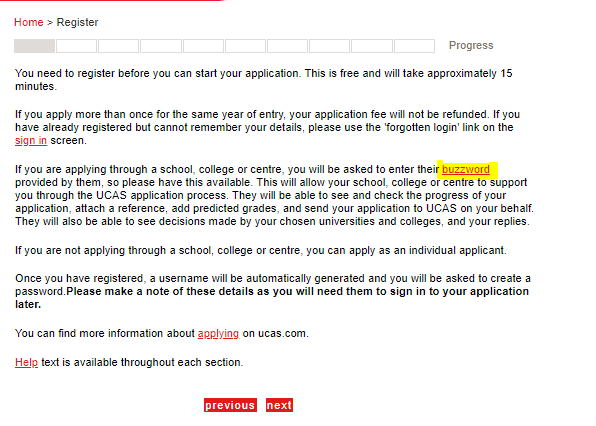 Home > Register
Progress
You need to register before you can start your application. This is free and will take approximately 15
minutes.
If you apply more than once for the same year of entry, your application fee will not be refunded. If you
have already registered but cannot remember your details, please use the 'forgotten login' link on the
sign in screen.
If you are applying through a school, college or centre, you will be asked to enter their buzzword
provided by them, so please have this available. This will allow your school, college or centre to support
you through the UCAS application process. They will be able to see and check the progress of your
application, attach a reference, add predicted grades, and send your application to UCAS on your behalf.
They will also be able to see decisions made by your chosen universities and colleges, and your replies.
If you are not applying through a school, college or centre, you can apply as an individual applicant.
Once you have registered, a username will be automatically generated and you will be asked to create a
password.Please make a note of these details as you will need them to sign in to your application
later.
You can find more information about applying on ucas.com.
Help text is available throughout each section.
previous next